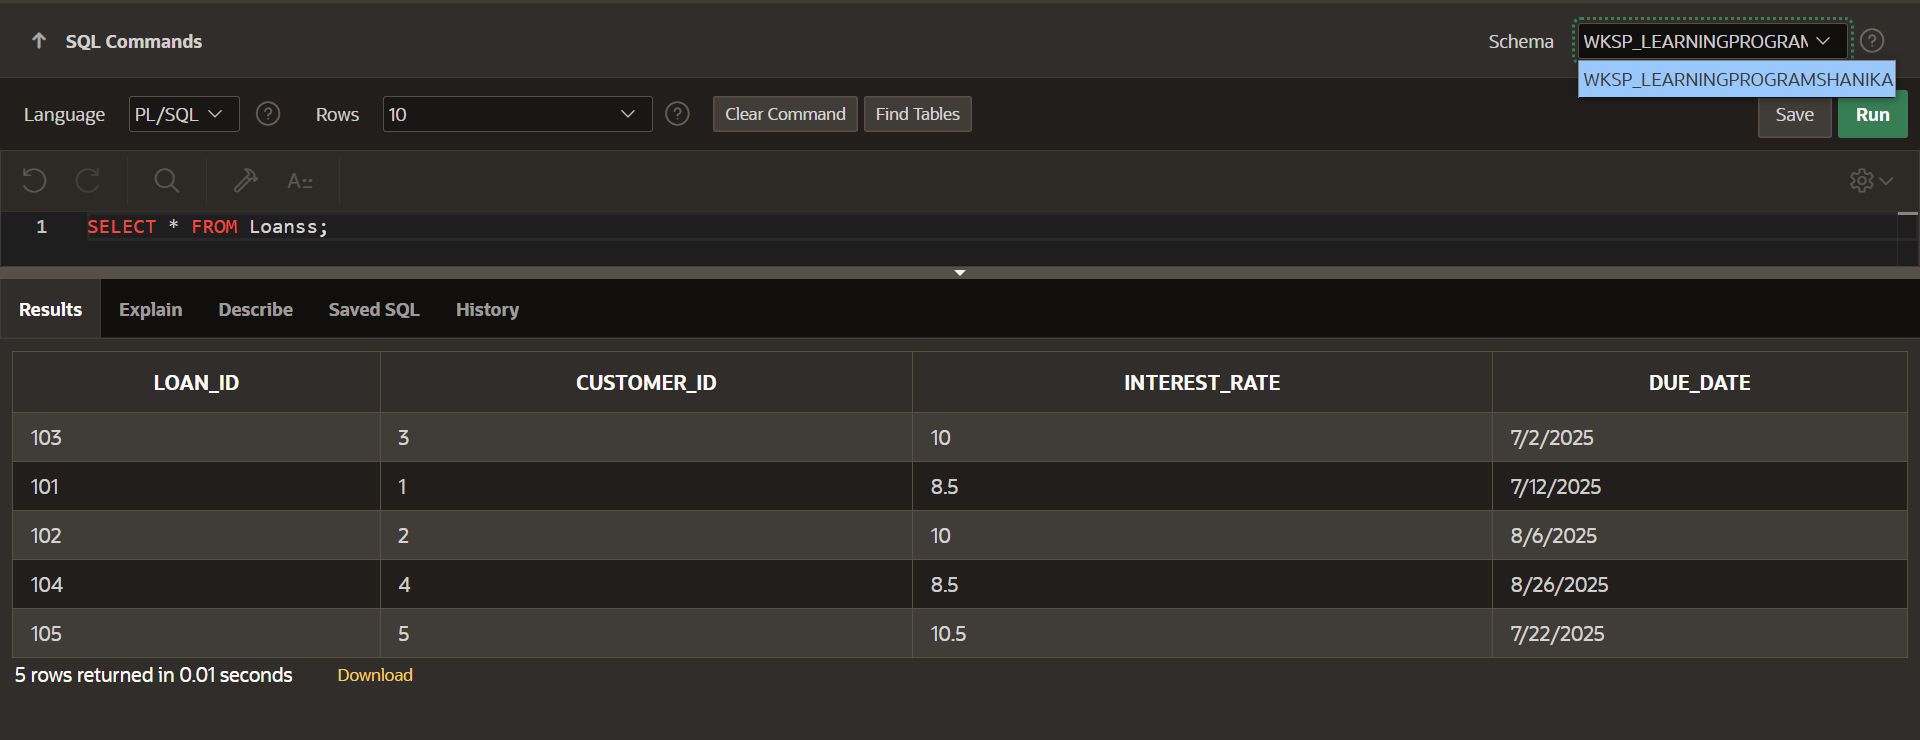 SQL Commands Schema WKSP_LEARNINGPROGRAM
WKSP_LEARNINGPROGRAMSHANIKA
Language PL/SQL Rows 10 Clear Command Find Tables Save Run
A
1 SELECT * FROM Loanss;
Results Explain Describe Saved SQL History
LOAN_ID CUSTOMER_ID INTEREST_RATE DUE_DATE
103 3 10 7/2/2025
101 1 8.5 7/12/2025
102 2 10 8/6/2025
104 4 8.5 8/26/2025
105 5 10.5 7/22/2025
5 rows returned in 0.01 seconds Download